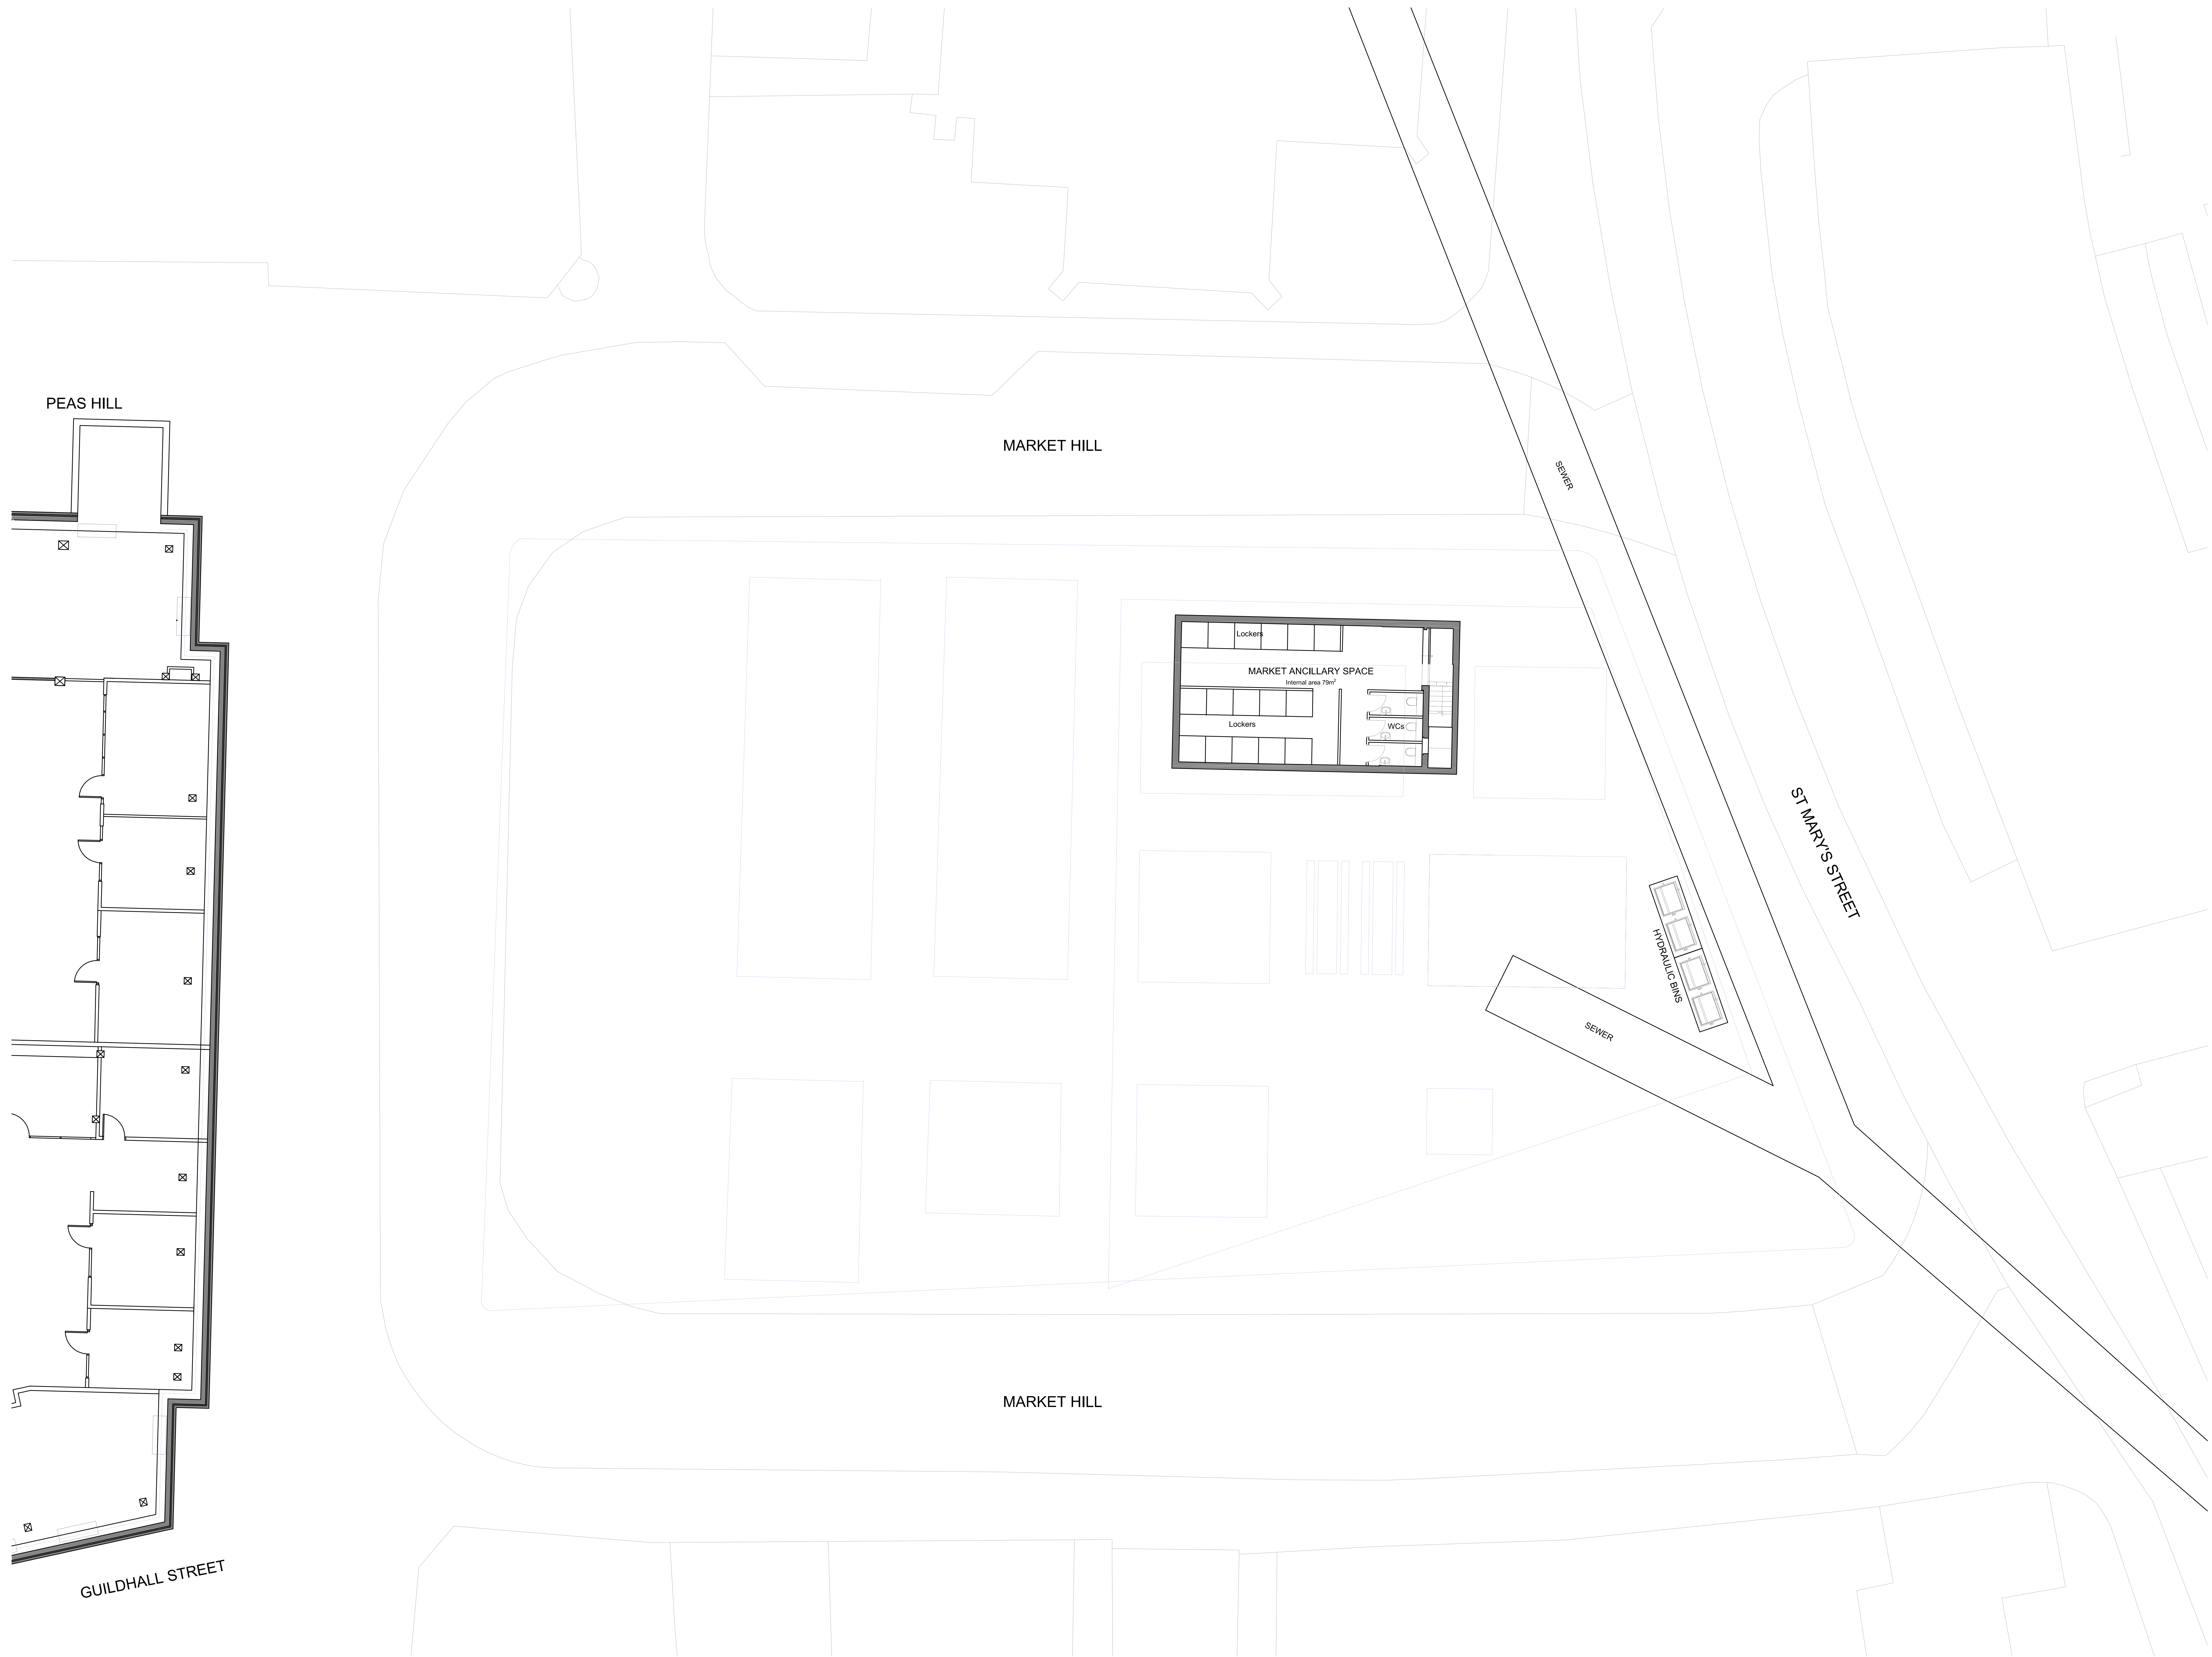 PEAS HILL
MARKET HILL
SEWER
Lockers
MARKET ANCILLARY SPACE
Internal area 79m²
Lockers
WCs
ST MARY'S STREET
HYDRAULIC BINS
SEWER
MARKET HILL
GUILDHALL STREET